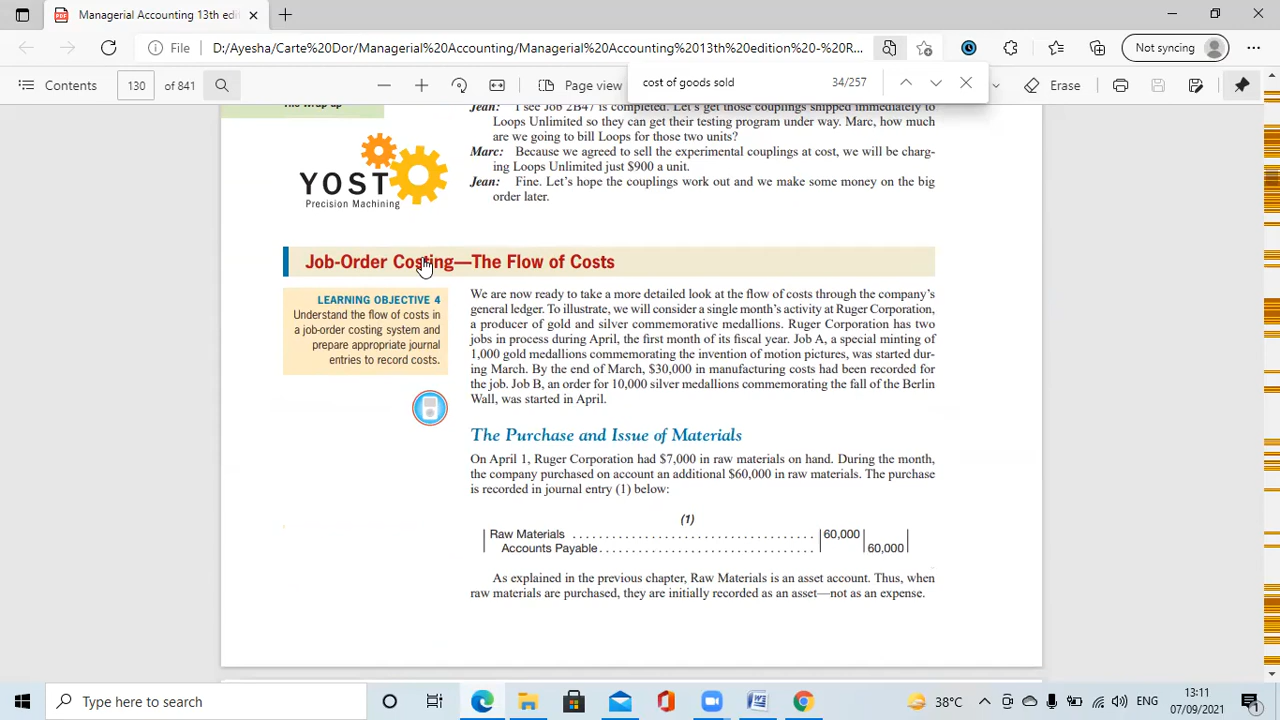 Managerial Accounting 13th edi
File
D:/Ayesha/Carte%20Dor/Managerial%20Accounting/Managerial%20Accounting%2013th%20edition%20-%20R...
Not syncing
Contents
130
of 841
Page view
cost of goods sold
34/257
Erase
The wrap up
Jean: I see Job 2B47 is completed. Let's get those couplings shipped immediately to
Loops Unlimited so they can get their testing program under way. Marc, how much
are we going to bill Loops for those two units?
Marc: Because we agreed to sell the experimental couplings at cost, we will be charg-
ing Loops Unlimited just $900 a unit.
Jean: Fine. Let's hope the couplings work out and we make some money on the big
order later.
YOST
Precision Machining
Job-Order Costing—The Flow of Costs
LEARNING OBJECTIVE 4
Understand the flow of costs in
a job-order costing system and
prepare appropriate journal
entries to record costs.
We are now ready to take a more detailed look at the flow of costs through the company's
general ledger. To illustrate, we will consider a single month's activity at Ruger Corporation,
a producer of gold and silver commemorative medallions. Ruger Corporation has two
jobs in process during April, the first month of its fiscal year. Job A, a special minting of
1,000 gold medallions commemorating the invention of motion pictures, was started dur-
ing March. By the end of March, $30,000 in manufacturing costs had been recorded for
the job. Job B, an order for 10,000 silver medallions commemorating the fall of the Berlin
Wall, was started in April.
The Purchase and Issue of Materials
On April 1, Ruger Corporation had $7,000 in raw materials on hand. During the month,
the company purchased on account an additional $60,000 in raw materials. The purchase
is recorded in journal entry (1) below:
(1)
Raw Materials . . . . . . . . . . . . . . . . . . . . . . . . . . . . . . . . . . 60,000
Accounts Payable . . . . . . . . . . . . . . . . . . . . . . . . . . . . . . 60,000
As explained in the previous chapter, Raw Materials is an asset account. Thus, when
raw materials are purchased, they are initially recorded as an asset—not as an expense.
Type here to search
38°C
ENG
13:11
07/09/2021